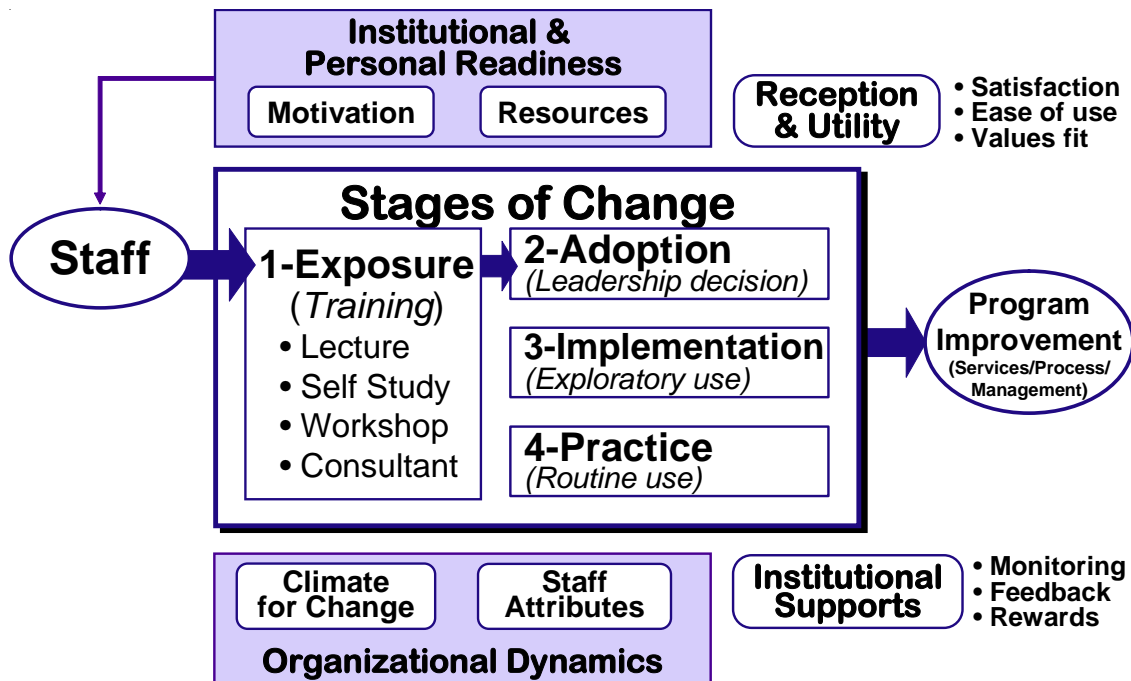 Institutional &
Personal Readiness
Motivation
Resources
Reception
& Utility
• Satisfaction
• Ease of use
• Values fit
Staff
Stages of Change
1-Exposure
(Training)
• Lecture
• Self Study
• Workshop
• Consultant
2-Adoption
(Leadership decision)
3-Implementation
(Exploratory use)
4-Practice
(Routine use)
Program
Improvement
(Services/Process/
Management)
Climate
for Change
Staff
Attributes
Organizational Dynamics
Institutional
Supports
• Monitoring
• Feedback
• Rewards